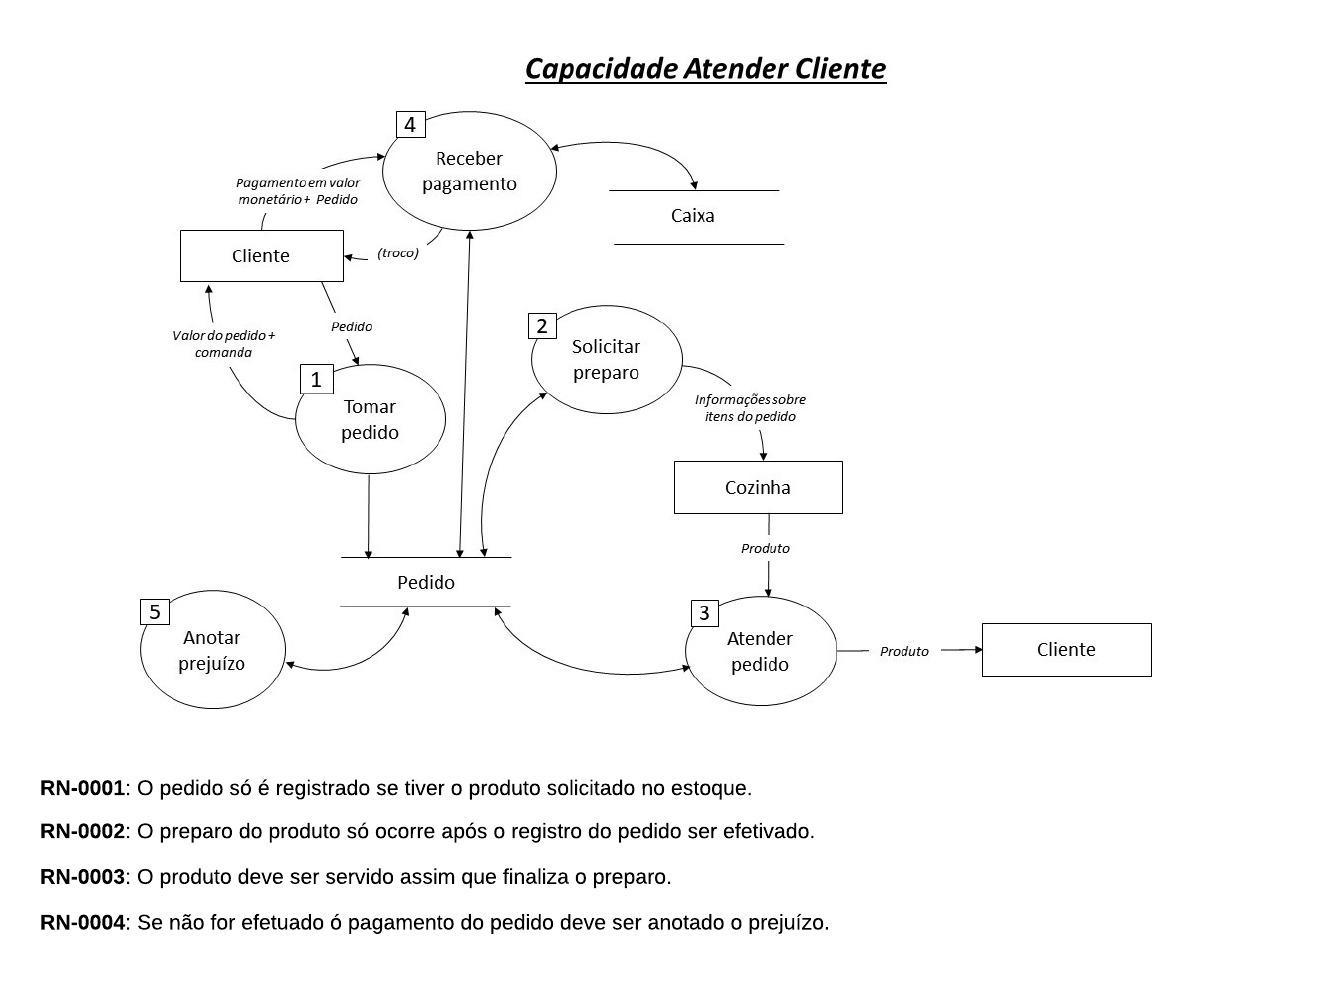 Capacidade Atender Cliente
4
Receber
pagamento
Pagamento em valor
monetário + Pedido
Caixa
Cliente
(troco)
2
Solicitar
preparo
Pedido
Valor do pedido +
comanda
1
Tomar
pedido
Informações sobre
itens do pedido
Cozinha
Produto
Pedido
5
Anotar
prejuízo
3
Atender
pedido
Produto
Cliente
RN-0001: O pedido só é registrado se tiver o produto solicitado no estoque.
RN-0002: O preparo do produto só ocorre após o registro do pedido ser efetivado.
RN-0003: O produto deve ser servido assim que finaliza o preparo.
RN-0004: Se não for efetuado ó pagamento do pedido deve ser anotado o prejuízo.